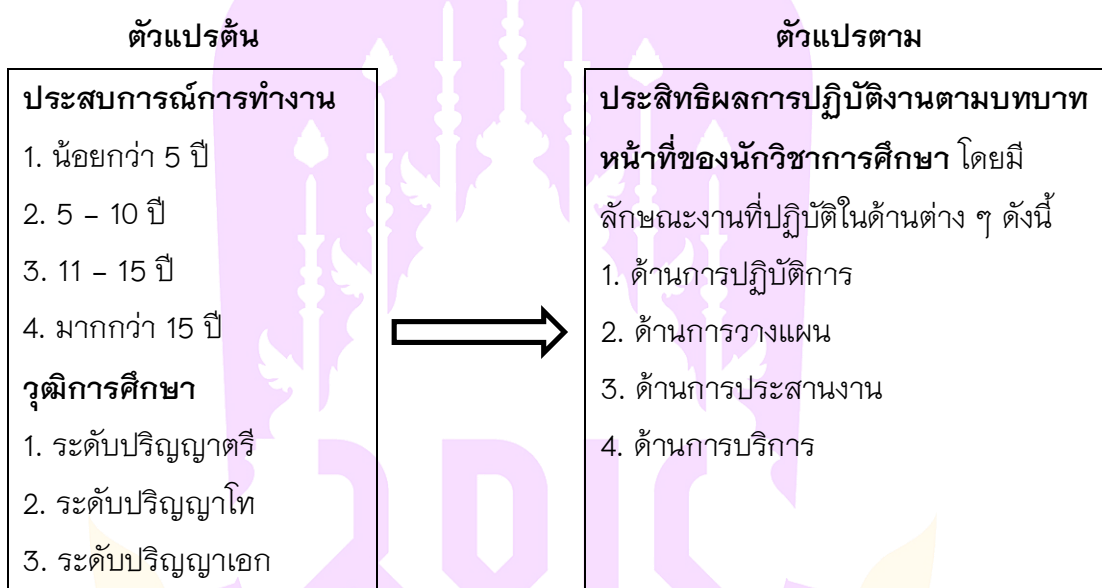 ตัวแปรต้น
ประสบการณ์การทำงาน
1. น้อยกว่า 5 ปี
2. 5 – 10 ปี
3. 11 – 15 ปี
4. มากกว่า 15 ปี
วุฒิการศึกษา
1. ระดับปริญญาตรี
2. ระดับปริญญาโท
3. ระดับปริญญาเอก
ตัวแปรตาม
ประสิทธิผลการปฏิบัติงานตามบทบาท
หน้าที่ของนักวิชาการศึกษา โดยมี
ลักษณะงานที่ปฏิบัติในด้านต่าง ๆ ดังนี้
1. ด้านการปฏิบัติการ
2. ด้านการวางแผน
3. ด้านการประสานงาน
4. ด้านการบริการ